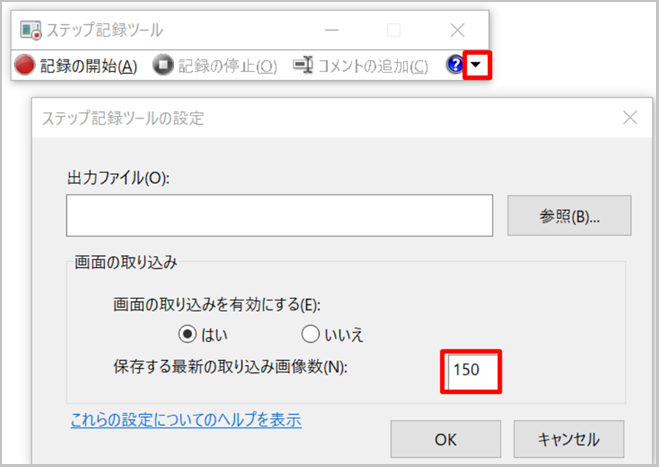 ステップ記録ツール
記録の開始(A) 記録の停止(O) コメントの追加(C) ?
ステップ記録ツールの設定
出力ファイル(O):
参照(B)...
画面の取り込み
画面の取り込みを有効にする(E):
はい いいえ
保存する最新の取り込み画像数(N): 150
これらの設定についてのヘルプを表示
OK キャンセル